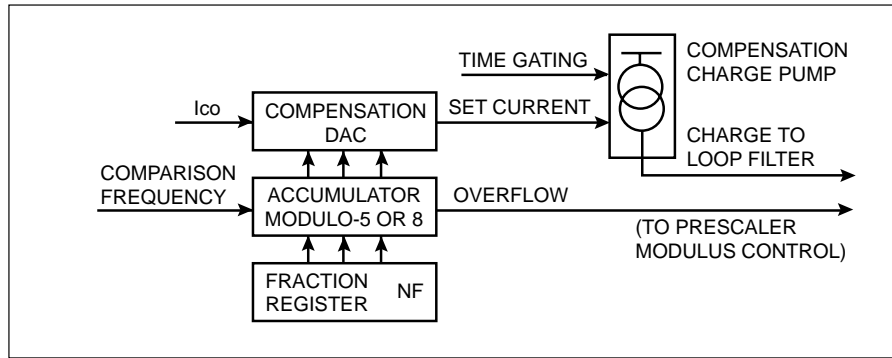 TIME GATING
COMPENSATION
CHARGE PUMP
Ico
COMPENSATION
DAC
SET CURRENT
CHARGE TO
LOOP FILTER
COMPARISON
FREQUENCY
ACCUMULATOR
MODULO-5 OR 8
OVERFLOW
(TO PRESCALER
MODULUS CONTROL)
FRACTION
REGISTER
NF